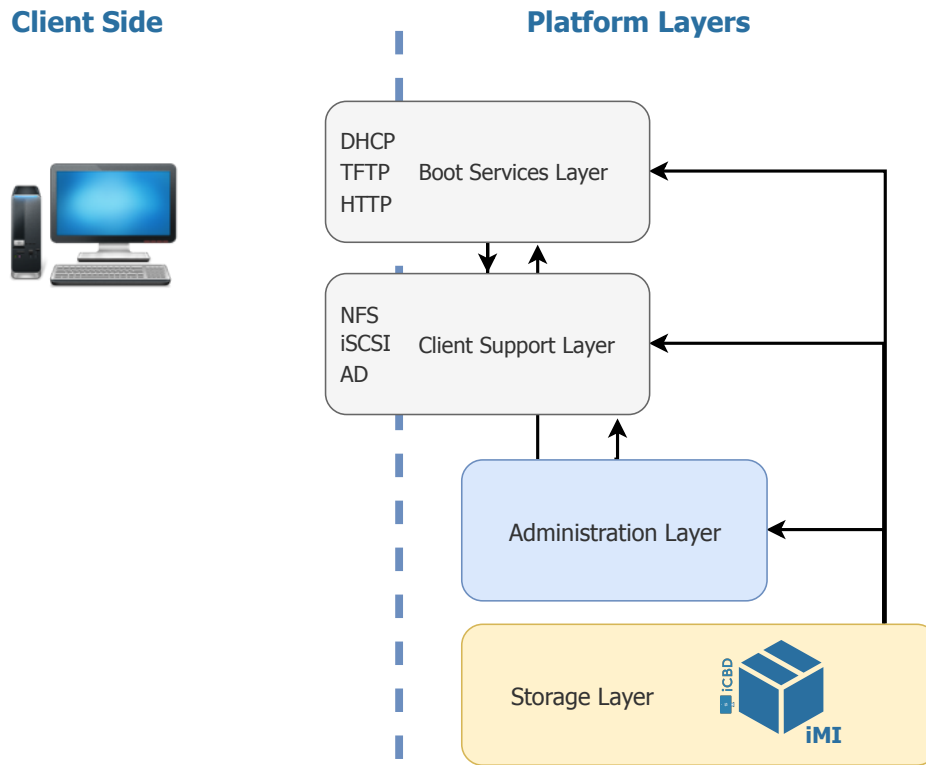 Client Side
Platform Layers
DHCP
TFTP
HTTP
Boot Services Layer
NFS
iSCSI
AD
Client Support Layer
Administration Layer
Storage Layer
iCBD
iMI